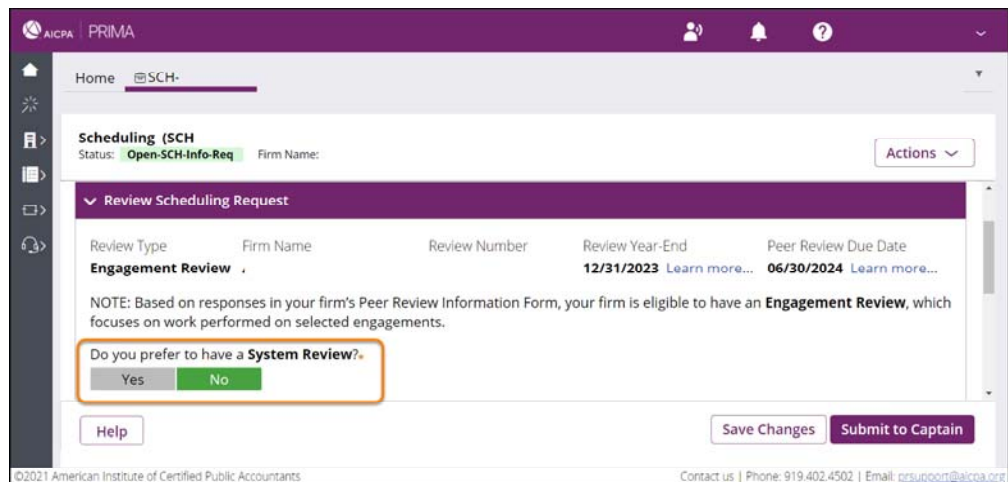 AICPA PRIMA
Home SCH-
Scheduling (SCH
Status: Open-SCH-Info-Req Firm Name:
Actions
Review Scheduling Request
Review Type Firm Name Review Number Review Year-End Peer Review Due Date
Engagement Review 12/31/2023 Learn more... 06/30/2024 Learn more...
NOTE: Based on responses in your firm's Peer Review Information Form, your firm is eligible to have an Engagement Review, which
focuses on work performed on selected engagements.
Do you prefer to have a System Review?
Yes No
Help Save Changes Submit to Captain
©2021 American Institute of Certified Public Accountants Contact us | Phone: 919.402.4502 | Email: prsupport@aicpa.org